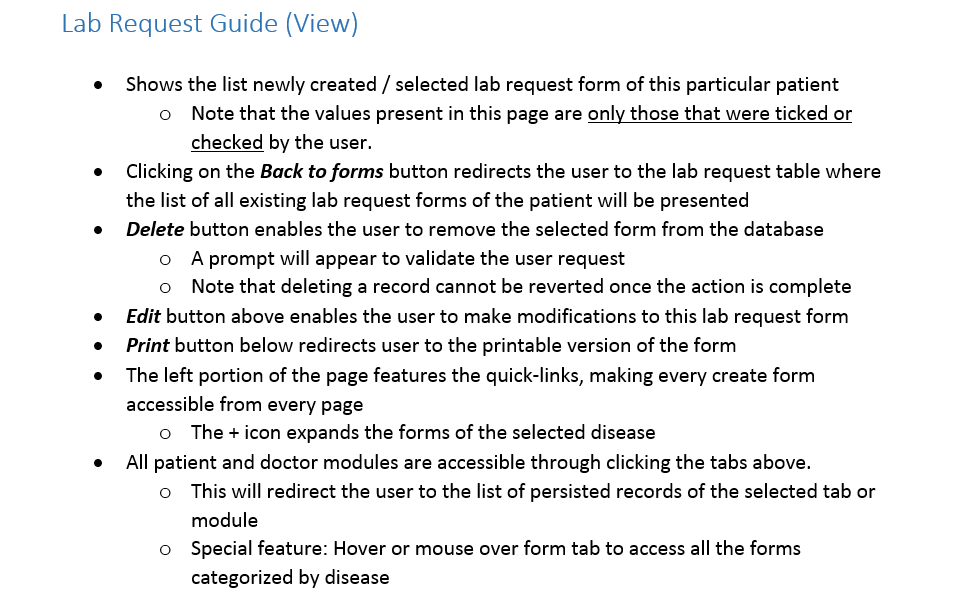 Lab Request Guide (View)
• Shows the list newly created / selected lab request form of this particular patient
o Note that the values present in this page are only those that were ticked or
checked by the user.
• Clicking on the Back to forms button redirects the user to the lab request table where
the list of all existing lab request forms of the patient will be presented
• Delete button enables the user to remove the selected form from the database
o A prompt will appear to validate the user request
o Note that deleting a record cannot be reverted once the action is complete
• Edit button above enables the user to make modifications to this lab request form
• Print button below redirects user to the printable version of the form
• The left portion of the page features the quick-links, making every create form
accessible from every page
o The + icon expands the forms of the selected disease
• All patient and doctor modules are accessible through clicking the tabs above.
o This will redirect the user to the list of persisted records of the selected tab or
module
o Special feature: Hover or mouse over form tab to access all the forms
categorized by disease